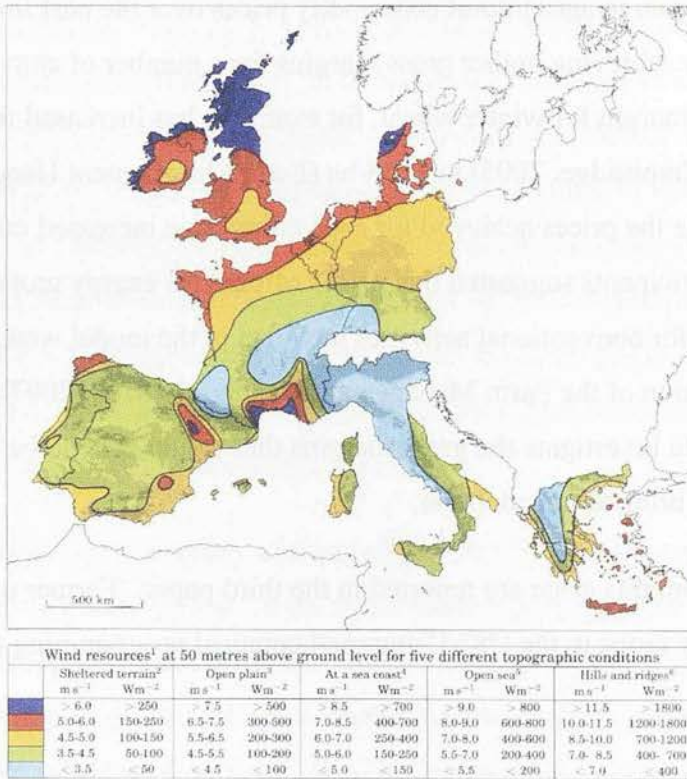 500 km
Wind resources¹ at 50 metres above ground level for five different topographic conditions
Sheltered terrain² Open plain³ At a sea coast⁴ Open sea⁵ Hills and ridges⁶
m s⁻¹ Wm⁻² m s⁻¹ Wm⁻² m s⁻¹ Wm⁻² m s⁻¹ Wm⁻² m s⁻¹ Wm⁻²
> 6.0 > 250 > 7.5 > 500 > 8.5 > 700 > 9.0 > 800 > 11.5 > 1800
5.0-6.0 150-250 6.5-7.5 300-500 7.0-8.5 400-700 8.0-9.0 600-800 10.0-11.5 1200-1800
4.5-5.0 100-150 5.5-6.5 200-300 6.0-7.0 250-400 7.0-8.0 400-600 8.5-10.0 700-1200
3.5-4.5 50-100 4.5-5.5 100-200 5.0-6.0 150-250 5.5-7.0 200-400 7.0- 8.5 400- 700
< 3.5 < 50 < 4.5 < 100 < 5.0 < 150 < 5.5 < 200 < 7.0 < 400